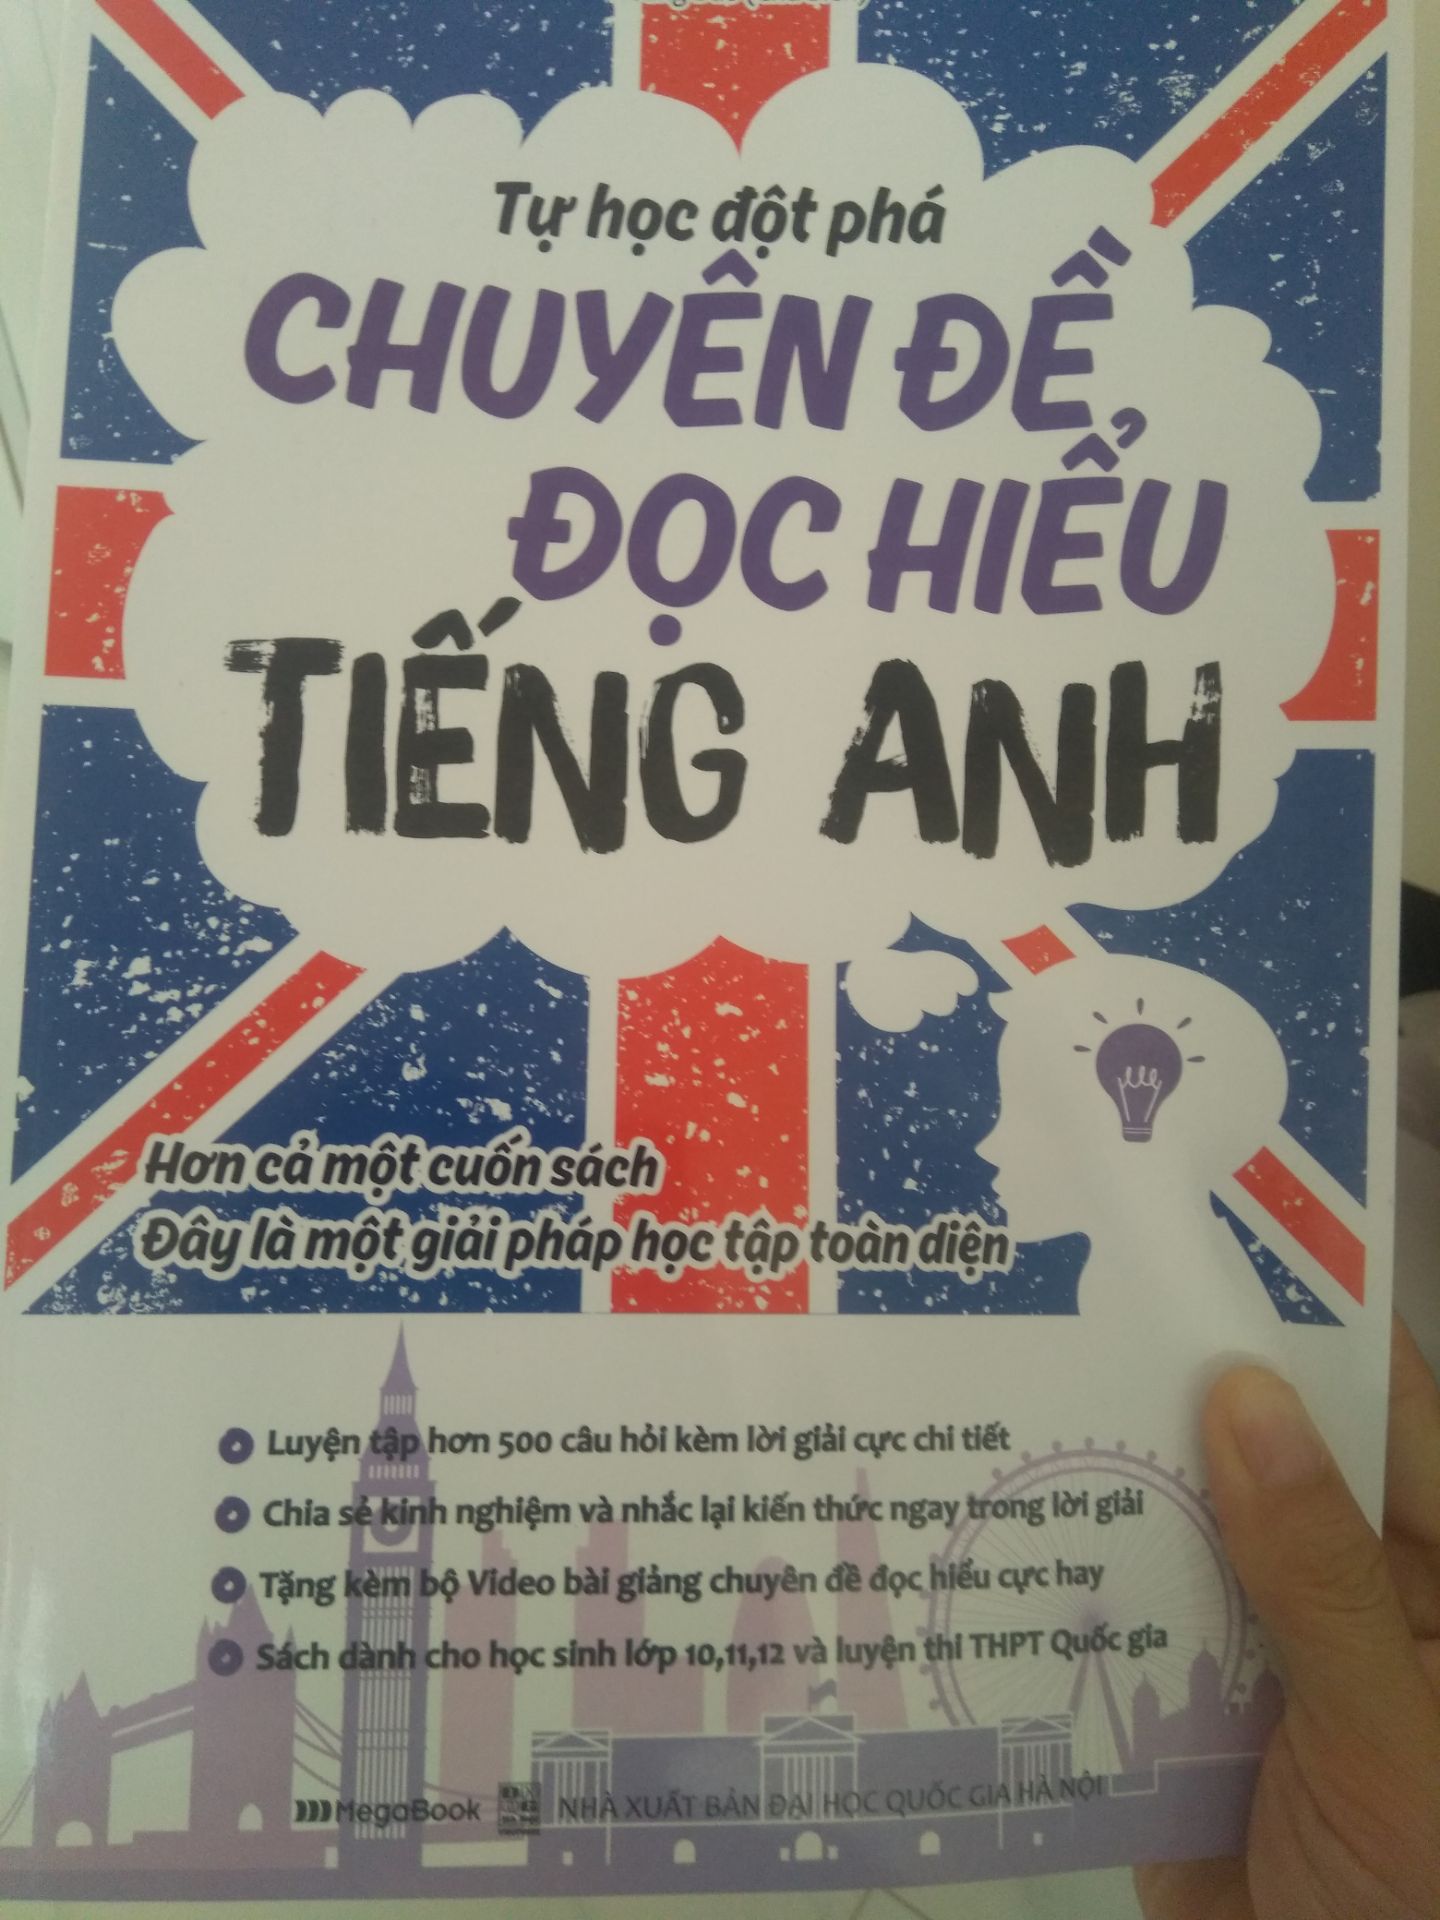 Tự học đột phá
CHUYÊN ĐỀ
ĐỌC HIỂU
TIẾNG ANH
Hơn cả một cuốn sách
Đây là một giải pháp học tập toàn diện
Luyện tập hơn 500 câu hỏi kèm lời giải cực chi tiết
Chia sẻ kinh nghiệm và nhắc lại kiến thức ngay trong lời giải
Tặng kèm bộ Video bài giảng chuyên đề đọc hiểu cực hay
Sách dành cho học sinh lớp 10,11,12 và luyện thi THPT Quốc gia
MegaBook NHÀ XUẤT BẢN ĐẠI HỌC QUỐC GIA HÀ NỘI